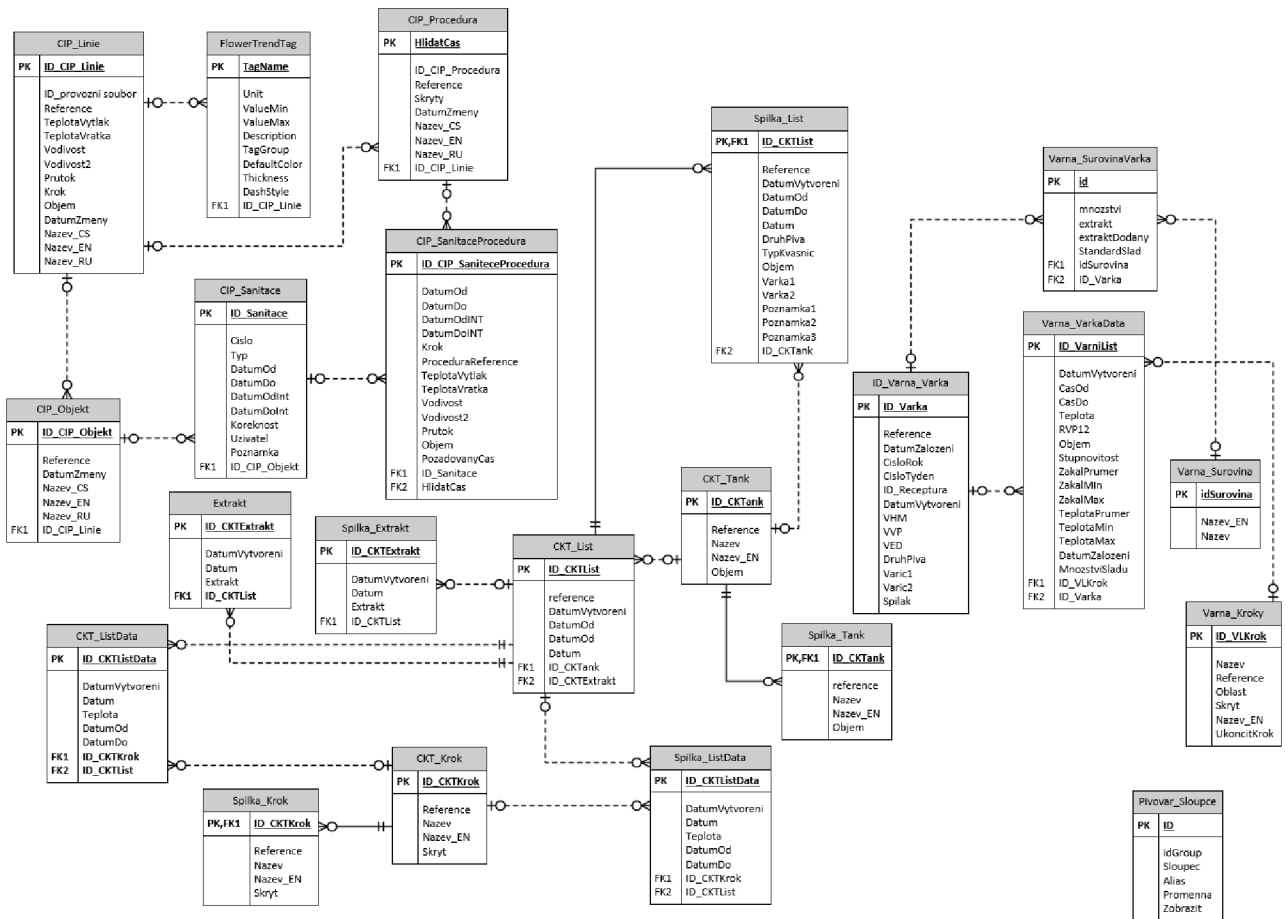 CIP_Linie
PK ID_CIP_Linie
ID_provozni soubor
Reference
TeplotaVytlak
TeplotaVratka
Vodivost
Vodivost2
Prutok
Krok
Objem
DatumZmeny
Nazev_CS
Nazev_EN
Nazev_RU
FlowerTrendTag
PK TagName
Unit
ValueMin
ValueMax
Description
TagGroup
DefaultColor
Thickness
DashStyle
FK1 ID_CIP_Linie
CIP_Procedura
PK HlidatCas
ID_CIP_Procedura
Reference
Skryty
DatumZmeny
Nazev_CS
Nazev_EN
Nazev_RU
FK1 ID_CIP_Linie
Spilka_List
PK,FK1 ID_CKTList
Reference
DatumVytvoreni
DatumOd
DatumDo
Datum
DruhPiva
TypKvasnic
Objem
Varka1
Varka2
Poznamka1
Poznamka2
Poznamka3
FK2 ID_CKTank
Varna_SurovinaVarka
PK id
mnozstvi
extrakt
extraktDodany
StandardSlad
FK1 idSurovina
FK2 ID_Varka
CIP_SanitaceProcedura
PK ID_CIP_SaniteceProcedura
DatumOd
DatumDo
DatumOdINT
DatumDoINT
Krok
ProceduraReference
TeplotaVytlak
TeplotaVratka
Vodivost
Vodivost2
Prutok
Objem
PozadovanyCas
FK1 ID_Sanitace
FK2 HlidatCas
CIP_Sanitace
PK ID_Sanitace
Cislo
Typ
DatumOd
DatumDo
DatumOdInt
DatumDoInt
Koreknost
Uzivatel
Poznamka
FK1 ID_CIP_Objekt
CIP_Objekt
PK ID_CIP_Objekt
Reference
DatumZmeny
Nazev_CS
Nazev_EN
Nazev_RU
FK1 ID_CIP_Linie
Varna_VarkaData
PK ID_VarniList
DatumVytvoreni
CasOd
CasDo
Teplota
RVP12
Objem
Stupnovitost
ZakalPrumer
ZakalMin
ZakalMax
TeplotaPrumer
TeplotaMin
TeplotaMax
DatumZalozeni
MnozstviSladu
FK1 ID_VLKrok
FK2 ID_Varka
ID_Varna_Varka
PK ID_Varka
Reference
DatumZalozeni
CisloRok
CisloTyden
ID_Receptura
DatumVytvoreni
VHM
VVP
VED
DruhPiva
Varic1
Varic2
Spilak
Varna_Surovina
PK idSurovina
Nazev_EN
Nazev
CKT_Tank
PK ID_CKTank
Reference
Nazev
Nazev_EN
Objem
Extrakt
PK ID_CKTExtrakt
DatumVytvoreni
Datum
Extrakt
FK1 ID_CKTList
Spilka_Extrakt
PK ID_CKTExtrakt
DatumVytvoreni
Datum
Extrakt
FK1 ID_CKTList
CKT_List
PK ID_CKTList
reference
DatumVytvoreni
DatumOd
DatumOd
Datum
FK1 ID_CKTank
FK2 ID_CKTExtrakt
Varna_Kroky
PK ID_VLKrok
Nazev
Reference
Oblast
Skryt
Nazev_EN
UkoncitKrok
Spilka_Tank
PK,FK1 ID_CKTank
reference
Nazev
Nazev_EN
Objem
CKT_ListData
PK ID_CKTListData
DatumVytvoreni
Datum
Teplota
DatumOd
DatumDo
FK1 ID_CKTKrok
FK2 ID_CKTList
CKT_Krok
PK ID_CKTKrok
Reference
Nazev
Nazev_EN
Skryt
Spilka_ListData
PK ID_CKTListData
DatumVytvoreni
Datum
Teplota
DatumOd
DatumDo
FK1 ID_CKTKrok
FK2 ID_CKTList
Spilka_Krok
PK,FK1 ID_CKTKrok
Reference
Nazev
Nazev_EN
Skryt
Pivovar_Sloupce
PK ID
idGroup
Sloupec
Alias
Promenna
Zobrazit